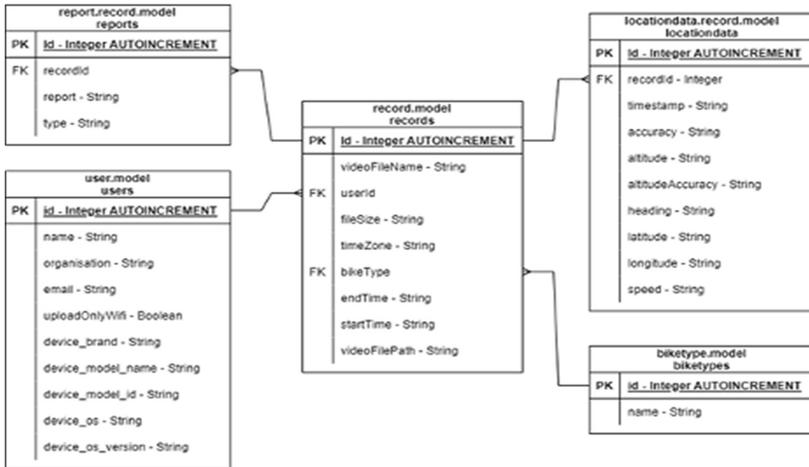 report.record.model
reports
PK Id - Integer AUTOINCREMENT
FK recordId
report - String
type - String
user.model
users
PK id - Integer AUTOINCREMENT
name - String
organisation - String
email - String
uploadOnlyWifi - Boolean
device_brand - String
device_model_name - String
device_model_id - String
device_os - String
device_os_version - String
record.model
records
PK Id - Integer AUTOINCREMENT
videoFileName - String
FK userId
fileSize - String
timeZone - String
FK bikeType
endTime - String
startTime - String
videoFilePath - String
locationdata.record.model
locationdata
PK Id - Integer AUTOINCREMENT
FK recordId - Integer
timestamp - String
accuracy - String
altitude - String
altitudeAccuracy - String
heading - String
latitude - String
longitude - String
speed - String
biketype.model
biketypes
PK id - Integer AUTOINCREMENT
name - String